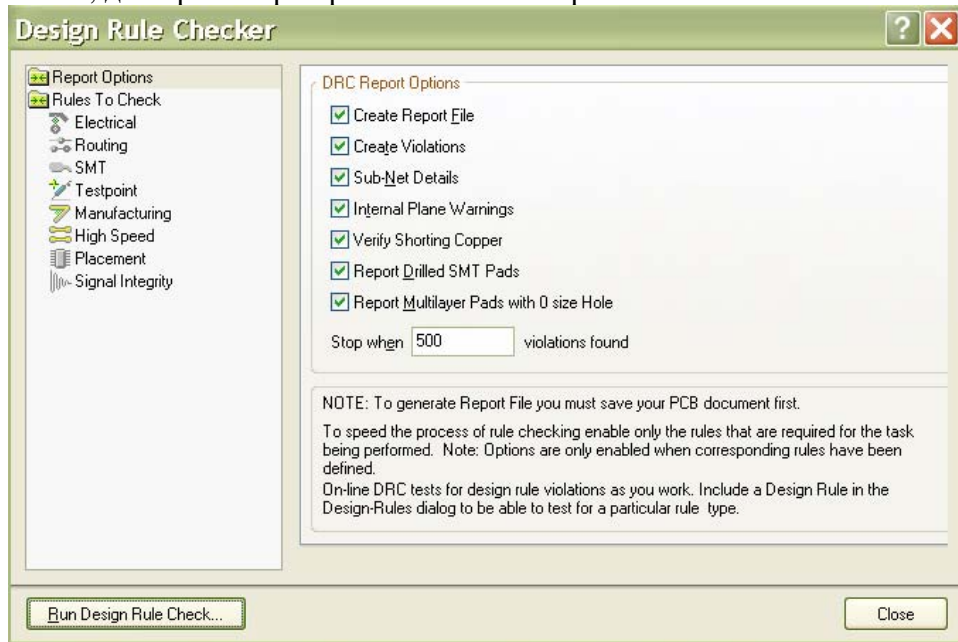 Design Rule Checker
Report Options
Rules To Check
Electrical
Routing
SMT
Testpoint
Manufacturing
High Speed
Placement
Signal Integrity
DRC Report Options
Create Report File
Create Violations
Sub-Net Details
Internal Plane Warnings
Verify Shorting Copper
Report Drilled SMT Pads
Report Multilayer Pads with 0 size Hole
Stop when 500 violations found
NOTE: To generate Report File you must save your PCB document first.
To speed the process of rule checking enable only the rules that are required for the task
being performed. Note: Options are only enabled when corresponding rules have been
defined.
On-line DRC tests for design rule violations as you work. Include a Design Rule in the
Design-Rules dialog to be able to test for a particular rule type.
Run Design Rule Check...
Close